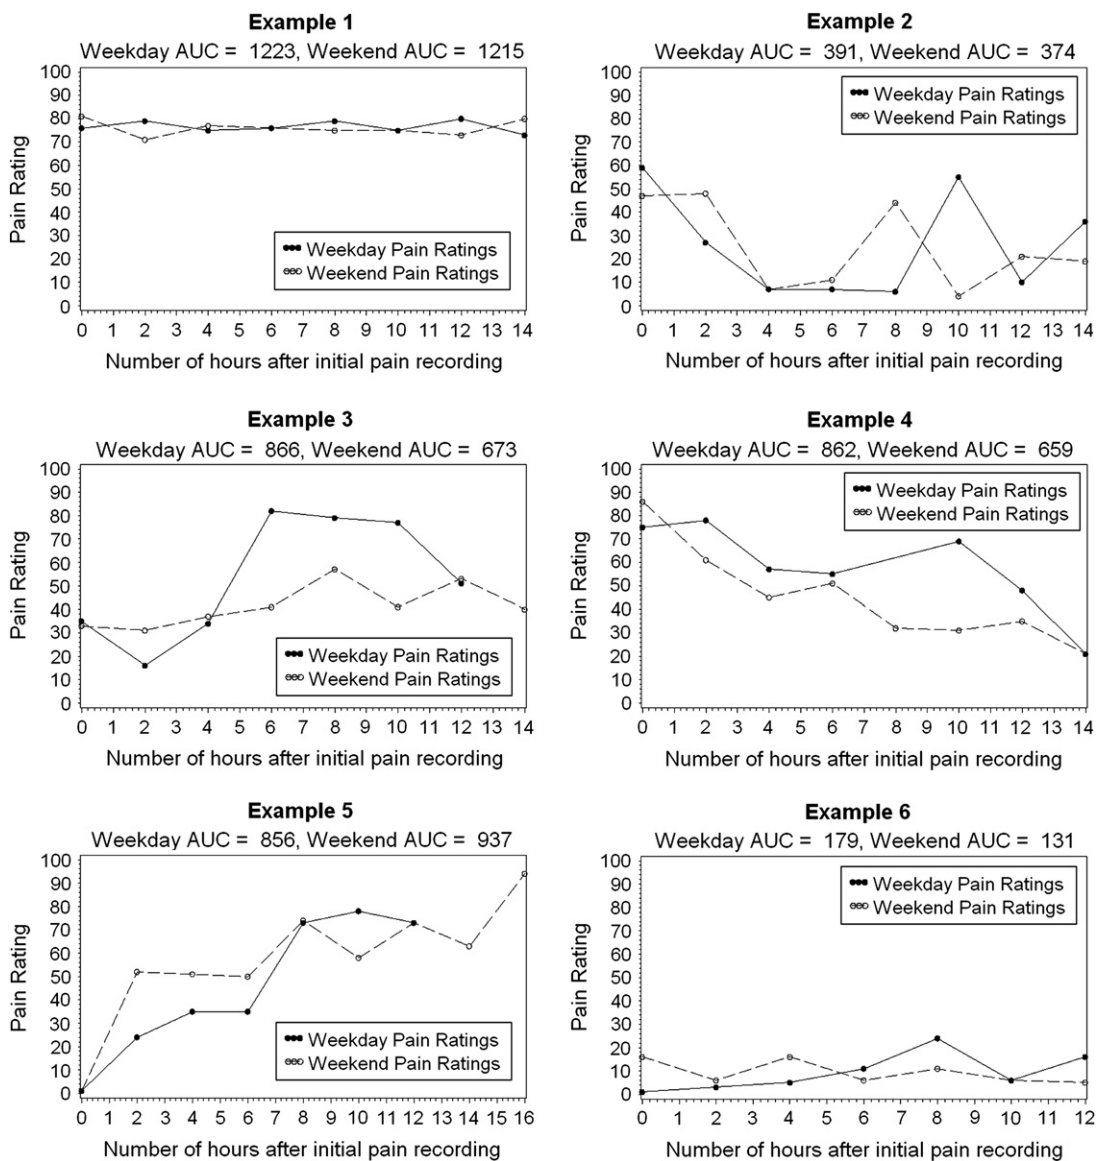 Example 1
Weekday AUC = 1223, Weekend AUC = 1215
100
90
80
70
60
50
40
30
20
10
0
Pain Rating
Weekday Pain Ratings
Weekend Pain Ratings
0 1 2 3 4 5 6 7 8 9 10 11 12 13 14
Number of hours after initial pain recording
Example 2
Weekday AUC = 391, Weekend AUC = 374
100
90
80
70
60
50
40
30
20
10
0
Pain Rating
Weekday Pain Ratings
Weekend Pain Ratings
0 1 2 3 4 5 6 7 8 9 10 11 12 13 14
Number of hours after initial pain recording
Example 3
Weekday AUC = 866, Weekend AUC = 673
100
90
80
70
60
50
40
30
20
10
0
Pain Rating
Weekday Pain Ratings
Weekend Pain Ratings
0 1 2 3 4 5 6 7 8 9 10 11 12 13 14
Number of hours after initial pain recording
Example 4
Weekday AUC = 862, Weekend AUC = 659
100
90
80
70
60
50
40
30
20
10
0
Pain Rating
Weekday Pain Ratings
Weekend Pain Ratings
0 1 2 3 4 5 6 7 8 9 10 11 12 13 14
Number of hours after initial pain recording
Example 5
Weekday AUC = 856, Weekend AUC = 937
100
90
80
70
60
50
40
30
20
10
0
Pain Rating
Weekday Pain Ratings
Weekend Pain Ratings
0 1 2 3 4 5 6 7 8 9 10 11 12 13 14 15 16
Number of hours after initial pain recording
Example 6
Weekday AUC = 179, Weekend AUC = 131
100
90
80
70
60
50
40
30
20
10
0
Pain Rating
Weekday Pain Ratings
Weekend Pain Ratings
0 1 2 3 4 5 6 7 8 9 10 11 12
Number of hours after initial pain recording